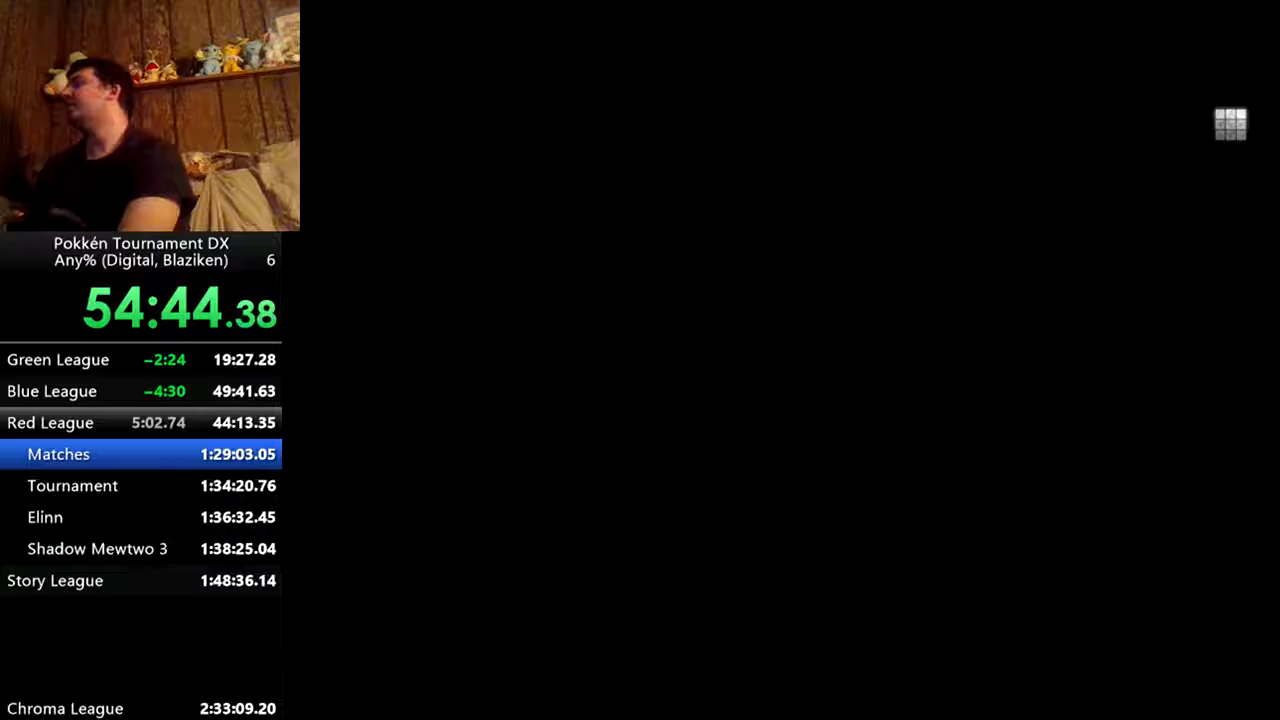 Pokkén Tournament DX
Any% (Digital, Blaziken) 6
54:44.38
Green League −2:24 19:27.28
Blue League −4:30 49:41.63
Red League 5:02.74 44:13.35
Matches 1:29:03.05
Tournament 1:34:20.76
Elinn 1:36:32.45
Shadow Mewtwo 3 1:38:25.04
Story League 1:48:36.14
Chroma League 2:33:09.20